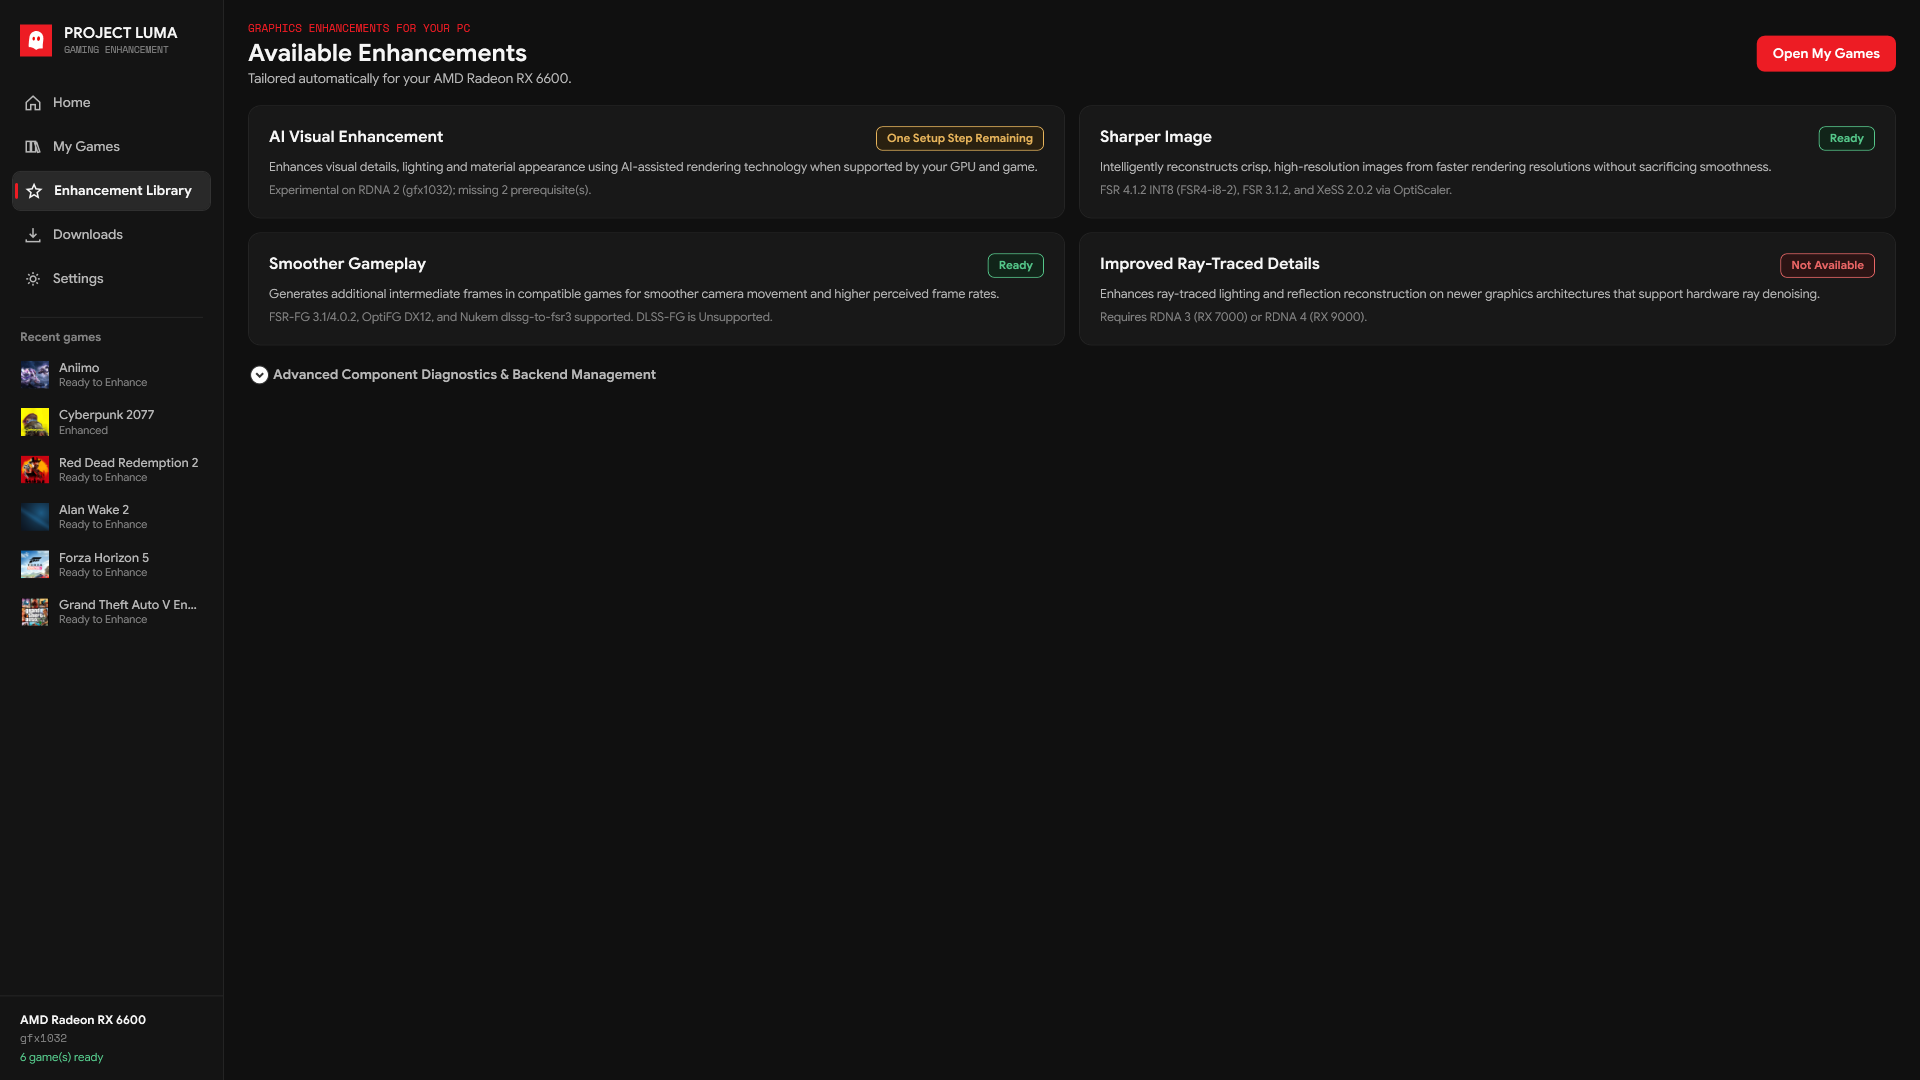 PROJECT LUMA
GAMING ENHANCEMENT
Home
My Games
Enhancement Library
Downloads
Settings
Recent games
Aniimo
Ready to Enhance
Cyberpunk 2077
Enhanced
Red Dead Redemption 2
Ready to Enhance
Alan Wake 2
Ready to Enhance
Forza Horizon 5
Ready to Enhance
Grand Theft Auto V En...
Ready to Enhance
AMD Radeon RX 6600
gfx1032
6 game(s) ready
GRAPHICS ENHANCEMENTS FOR YOUR PC
Available Enhancements
Tailored automatically for your AMD Radeon RX 6600.
Open My Games
AI Visual Enhancement
One Setup Step Remaining
Enhances visual details, lighting and material appearance using AI-assisted rendering technology when supported by your GPU and game.
Experimental on RDNA 2 (gfx1032); missing 2 prerequisite(s).
Sharper Image
Ready
Intelligently reconstructs crisp, high-resolution images from faster rendering resolutions without sacrificing smoothness.
FSR 4.1.2 INT8 (FSR4-i8-2), FSR 3.1.2, and XeSS 2.0.2 via OptiScaler.
Smoother Gameplay
Ready
Generates additional intermediate frames in compatible games for smoother camera movement and higher perceived frame rates.
FSR-FG 3.1/4.0.2, OptiFG DX12, and Nukem dlssg-to-fsr3 supported. DLSS-FG is Unsupported.
Improved Ray-Traced Details
Not Available
Enhances ray-traced lighting and reflection reconstruction on newer graphics architectures that support hardware ray denoising.
Requires RDNA 3 (RX 7000) or RDNA 4 (RX 9000).
Advanced Component Diagnostics & Backend Management